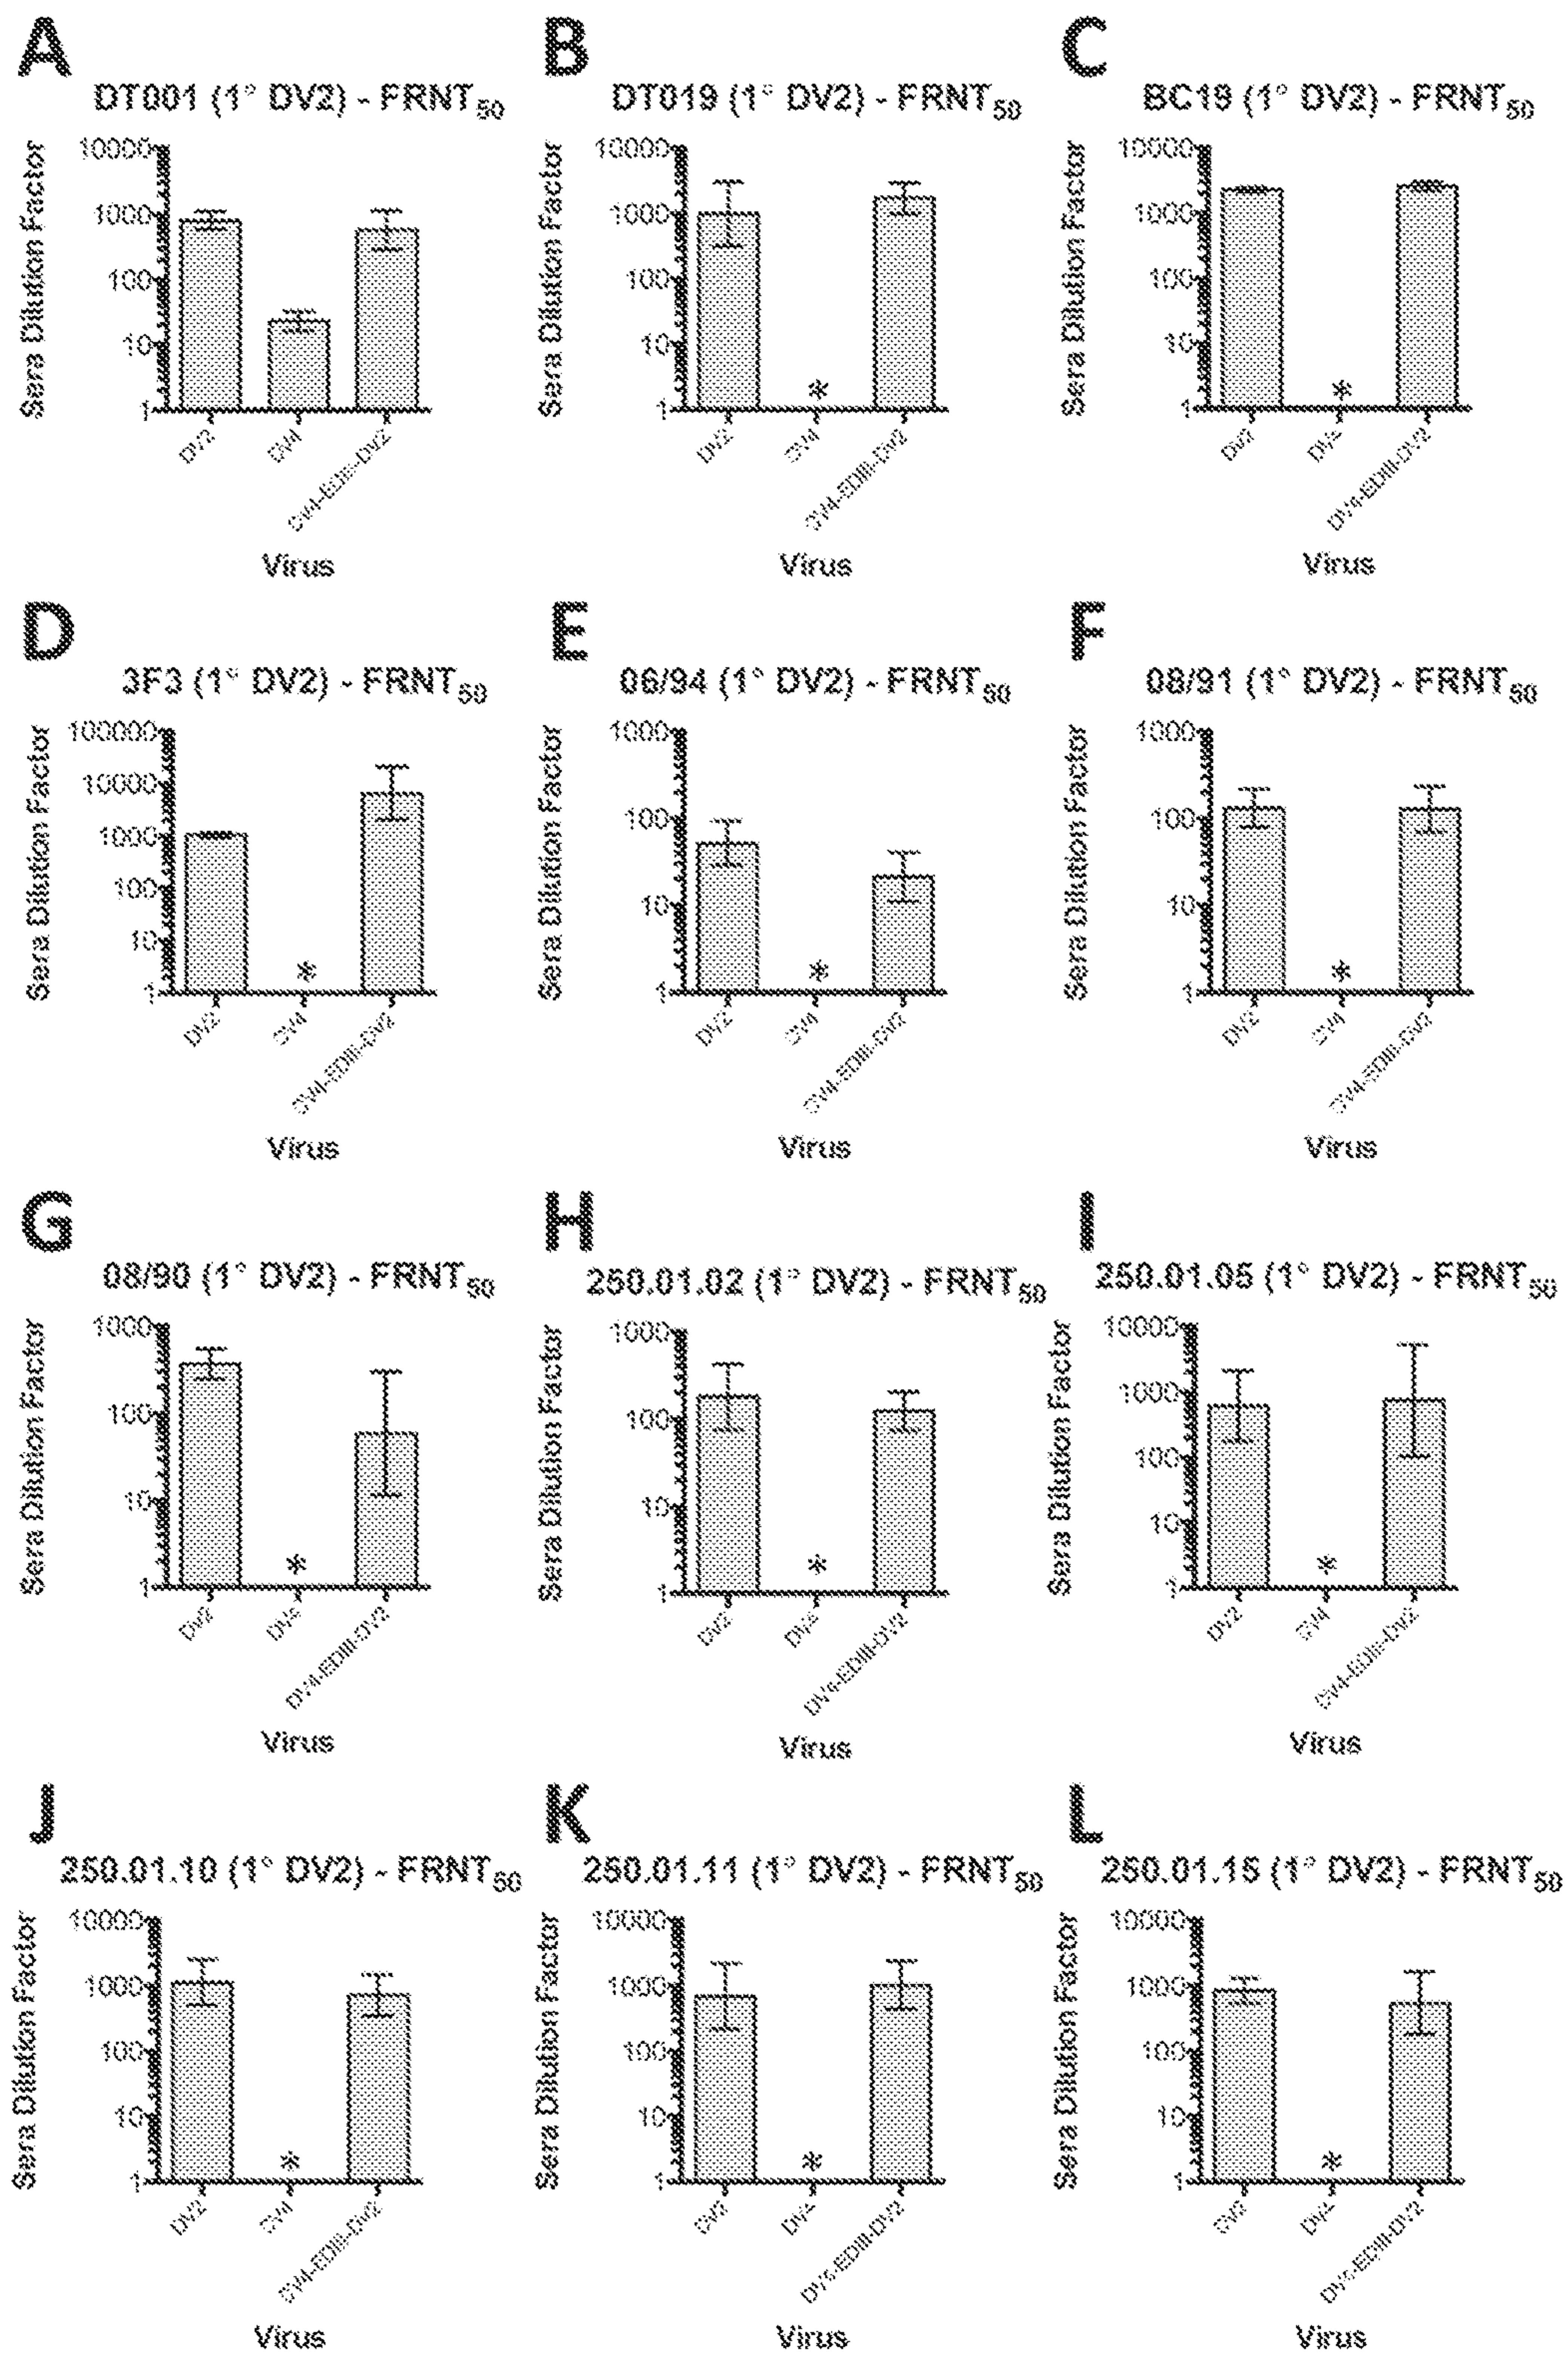 A
DT001 (1° DV2) - FRNT50
Sera Dilution Factor
10000
1000
100
10
1
DV2
DV4
DV4-EDIII-DV2
Virus
B
DT019 (1° DV2) - FRNT50
Sera Dilution Factor
10000
1000
100
10
1
*
DV2
DV4
DV4-EDIII-DV2
Virus
C
BC19 (1° DV2) - FRNT50
Sera Dilution Factor
10000
1000
100
10
1
*
DV2
DV4
DV4-EDIII-DV2
Virus
D
3F3 (1° DV2) - FRNT50
Sera Dilution Factor
100000
10000
1000
100
10
1
*
DV2
DV4
DV4-EDIII-DV2
Virus
E
06/94 (1° DV2) - FRNT50
Sera Dilution Factor
1000
100
10
1
*
DV2
DV4
DV4-EDIII-DV2
Virus
F
08/91 (1° DV2) - FRNT50
Sera Dilution Factor
1000
100
10
1
*
DV2
DV4
DV4-EDIII-DV2
Virus
G
08/90 (1° DV2) - FRNT50
Sera Dilution Factor
1000
100
10
1
*
DV2
DV4
DV4-EDIII-DV2
Virus
H
250.01.02 (1° DV2) - FRNT50
Sera Dilution Factor
1000
100
10
1
*
DV2
DV4
DV4-EDIII-DV2
Virus
I
250.01.05 (1° DV2) - FRNT50
Sera Dilution Factor
10000
1000
100
10
1
*
DV2
DV4
DV4-EDIII-DV2
Virus
J
250.01.10 (1° DV2) - FRNT50
Sera Dilution Factor
10000
1000
100
10
1
*
DV2
DV4
DV4-EDIII-DV2
Virus
K
250.01.11 (1° DV2) - FRNT50
Sera Dilution Factor
10000
1000
100
10
1
*
DV2
DV4
DV4-EDIII-DV2
Virus
L
250.01.15 (1° DV2) - FRNT50
Sera Dilution Factor
10000
1000
100
10
1
*
DV2
DV4
DV4-EDIII-DV2
Virus